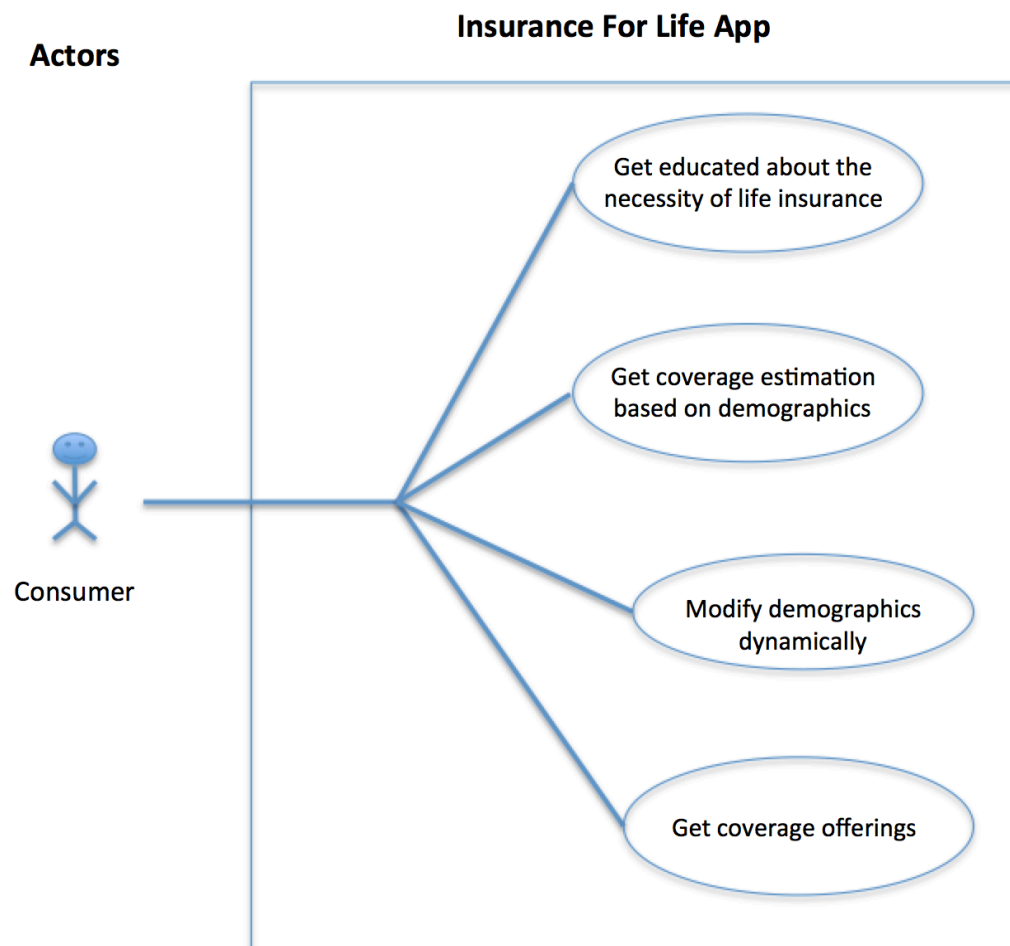 Insurance For Life App
Actors
Get educated about the
necessity of life insurance
Get coverage estimation
based on demographics
Consumer
Modify demographics
dynamically
Get coverage offerings